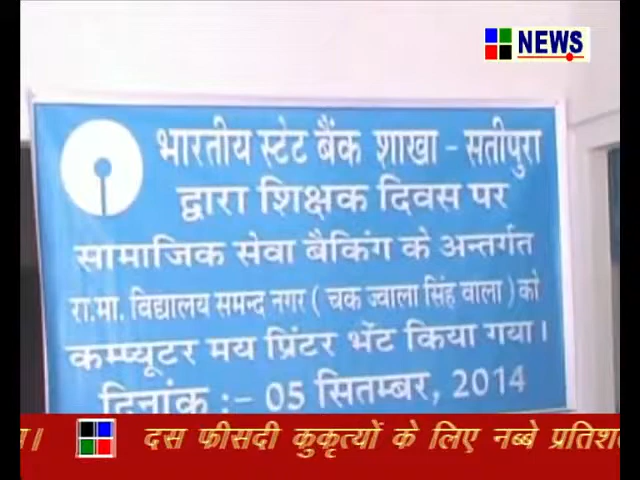 NEWS
भारतीय स्टेट बैंक शाखा - सतीपुरा
द्वारा शिक्षक दिवस पर
सामाजिक सेवा बैकिंग के अन्तर्गत
रा.मा. विद्यालय समन्द नगर ( चक ज्वाला सिंह वाला ) को
कम्प्यूटर मय प्रिंटर भेंट किया गया।
दिनांक :- 05 सितम्बर, 2014
दस फीसदी कुकृत्यों के लिए नब्बे